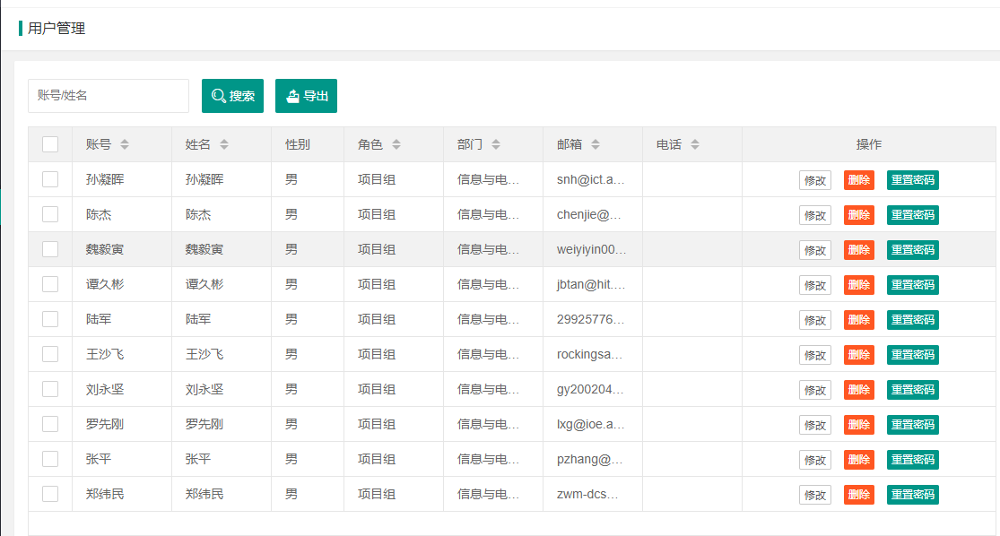 用户管理
账号/姓名 搜索 导出
账号 姓名 性别 角色 部门 邮箱 电话 操作
孙凝晖 孙凝晖 男 项目组 信息与电... snh@ict.a... 修改 删除 重置密码
陈杰 陈杰 男 项目组 信息与电... chenjie@... 修改 删除 重置密码
魏毅寅 魏毅寅 男 项目组 信息与电... weiyiyin00... 修改 删除 重置密码
谭久彬 谭久彬 男 项目组 信息与电... jbtan@hit.... 修改 删除 重置密码
陆军 陆军 男 项目组 信息与电... 29925776... 修改 删除 重置密码
王沙飞 王沙飞 男 项目组 信息与电... rockingsa... 修改 删除 重置密码
刘永坚 刘永坚 男 项目组 信息与电... gy200204... 修改 删除 重置密码
罗先刚 罗先刚 男 项目组 信息与电... lxg@ioe.a... 修改 删除 重置密码
张平 张平 男 项目组 信息与电... pzhang@... 修改 删除 重置密码
郑纬民 郑纬民 男 项目组 信息与电... zwm-dcs... 修改 删除 重置密码